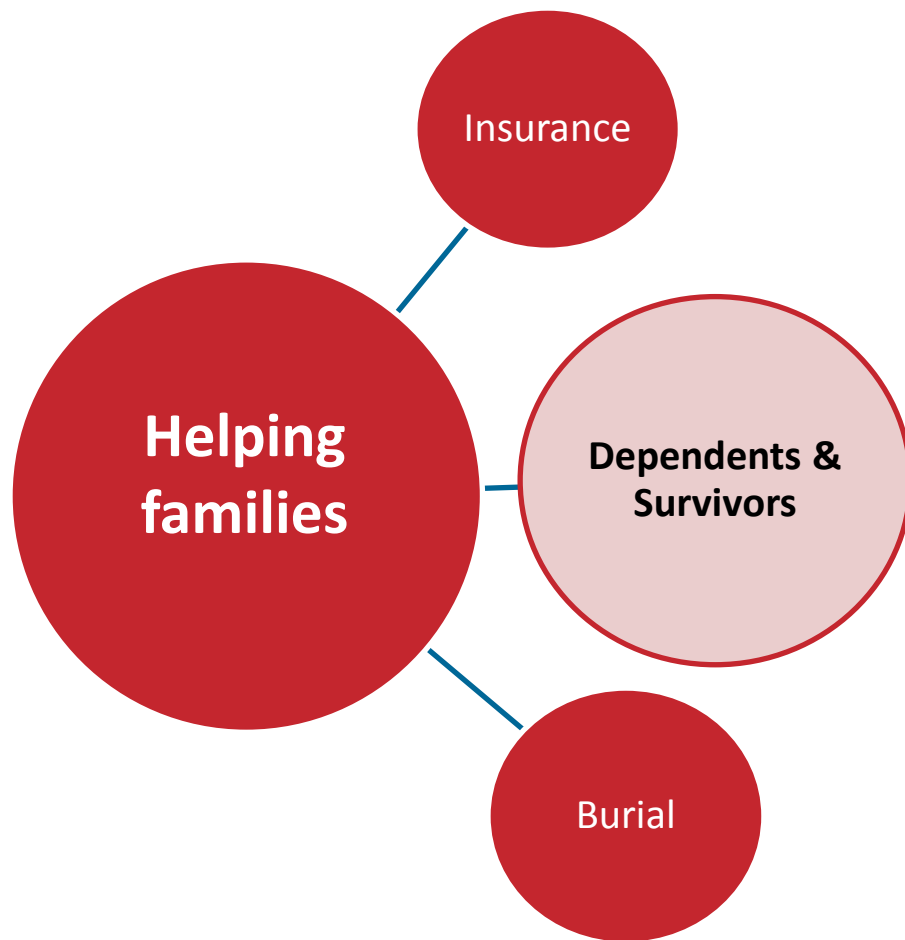 Insurance
Helping
families
Dependents &
Survivors
Burial